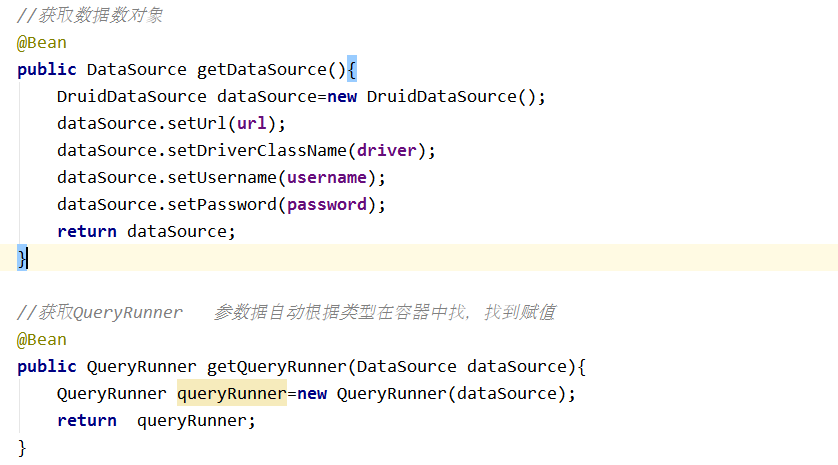 //获取数据数对象
@Bean
public DataSource getDataSource(){
    DruidDataSource dataSource=new DruidDataSource();
    dataSource.setUrl(url);
    dataSource.setDriverClassName(driver);
    dataSource.setUsername(username);
    dataSource.setPassword(password);
    return dataSource;
}
//获取QueryRunner   参数据自动根据类型在容器中找，找到赋值
@Bean
public QueryRunner getQueryRunner(DataSource dataSource){
    QueryRunner queryRunner=new QueryRunner(dataSource);
    return  queryRunner;
}